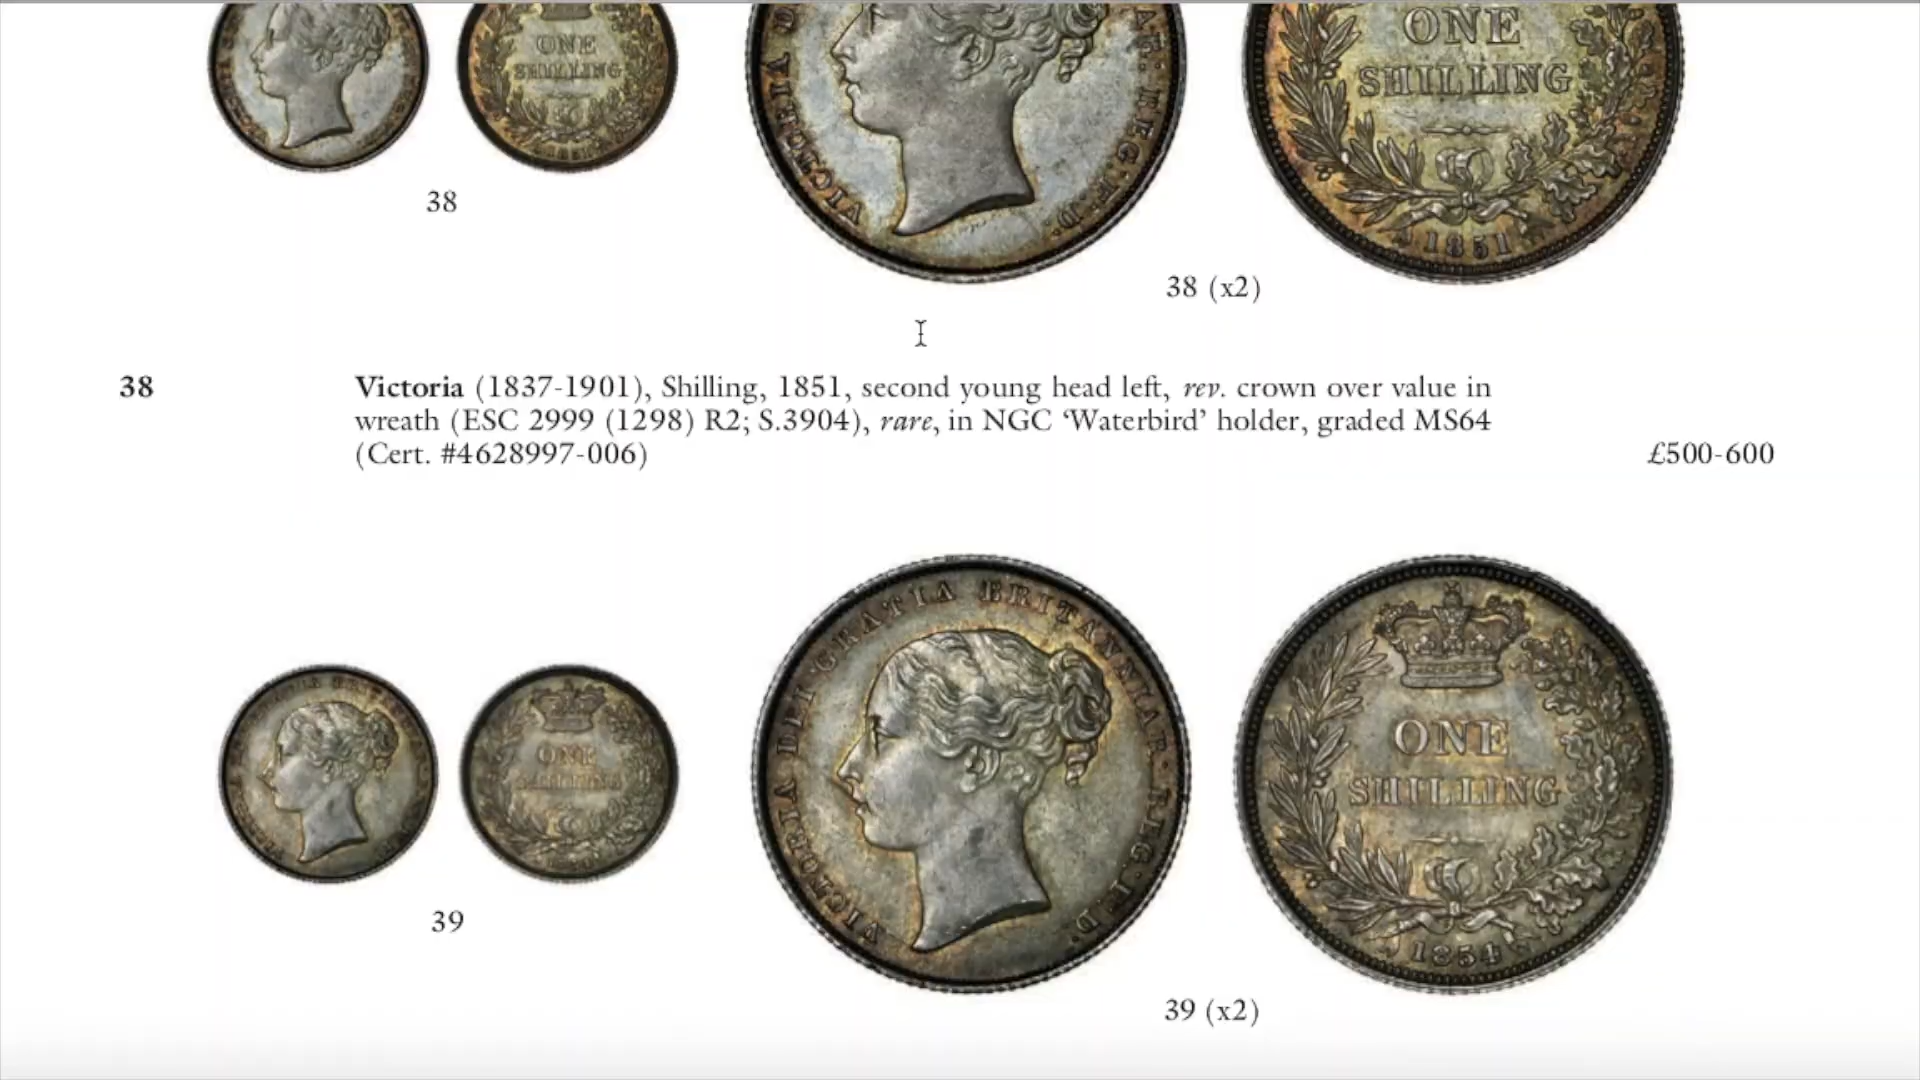 ONE
SHILLING
1851
38
VICTORIA D
REG: F: D:
ONE
SHILLING
1851
38 (x2)
38
Victoria (1837-1901), Shilling, 1851, second young head left, rev. crown over value in
wreath (ESC 2999 (1298) R2; S.3904), rare, in NGC ‘Waterbird’ holder, graded MS64
(Cert. #4628997-006)
£500-600
ONE
SHILLING
39
VICTORIA DEI GRATIA BRITANNIAR: REG: F: D:
ONE
SHILLING
1854
39 (x2)